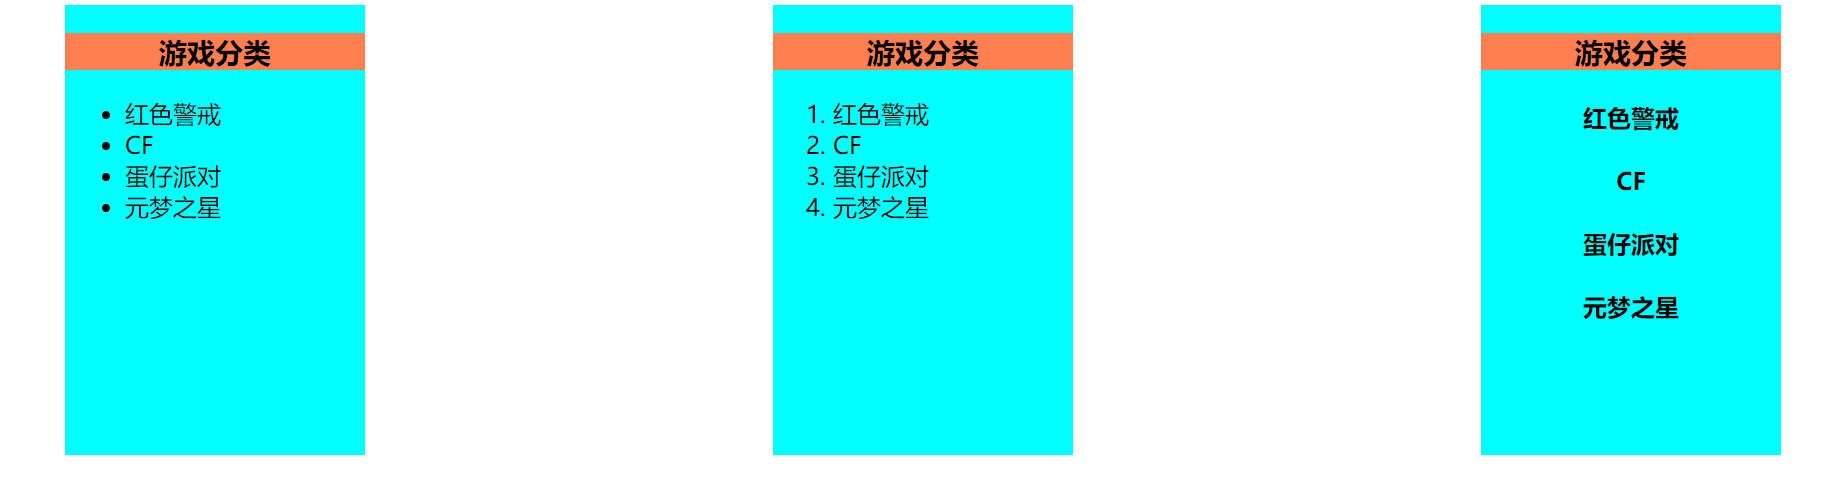 游戏分类
• 红色警戒
• CF
• 蛋仔派对
• 元梦之星
游戏分类
1. 红色警戒
2. CF
3. 蛋仔派对
4. 元梦之星
游戏分类
红色警戒
CF
蛋仔派对
元梦之星